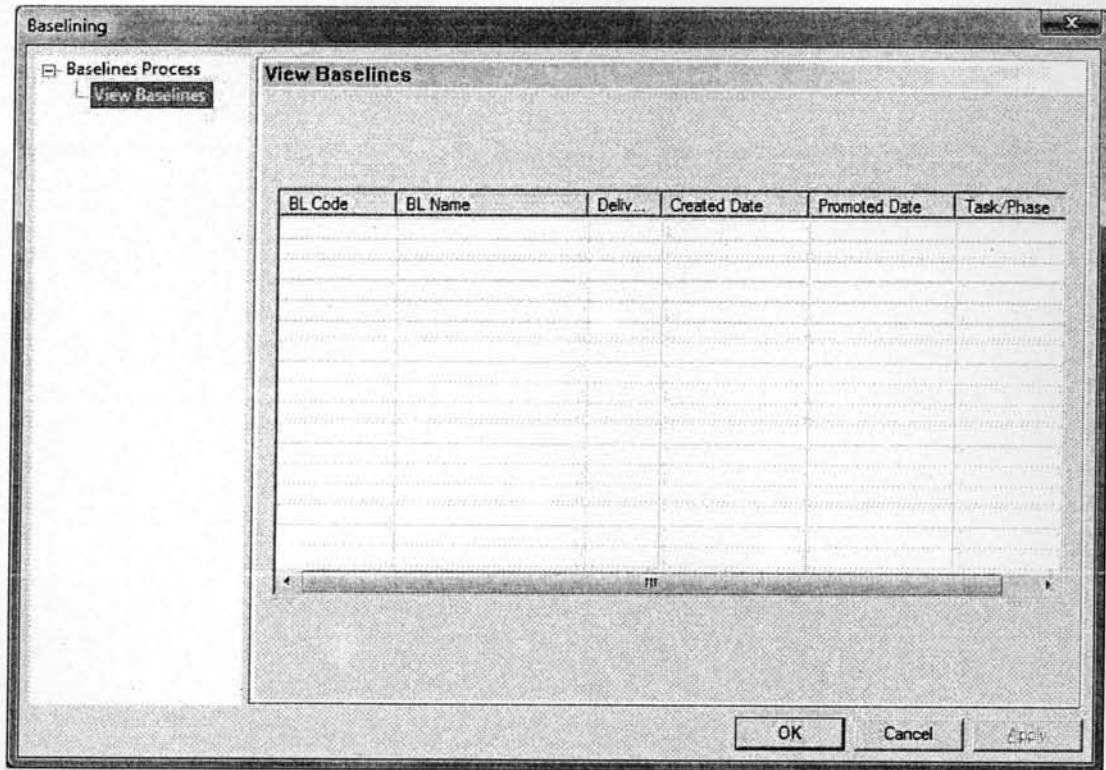 Baselining
Baselines Process
View Baselines
View Baselines
BL Code BL Name Deliv... Created Date Promoted Date Task/Phase
OK Cancel Apply